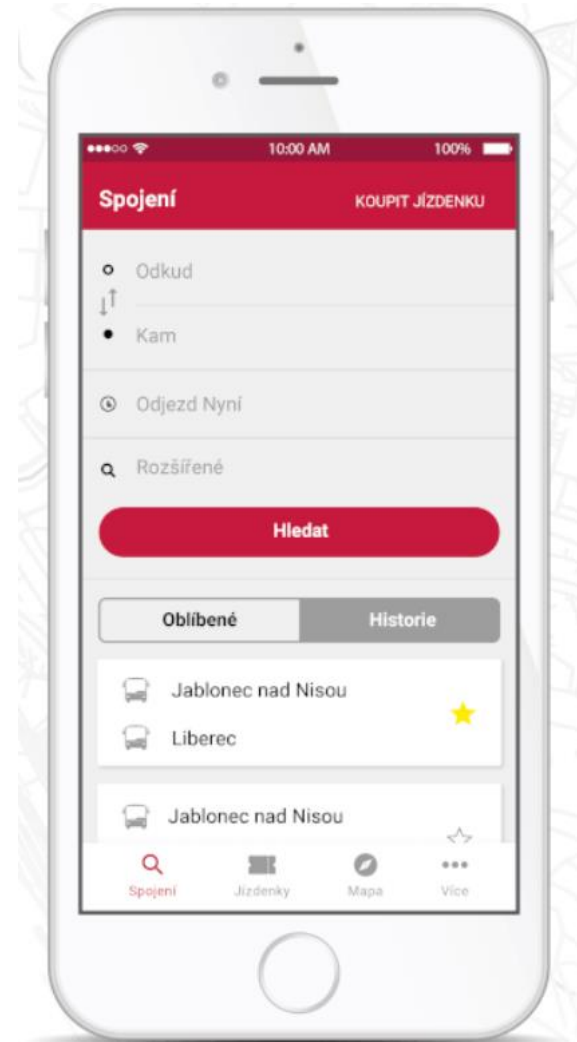 10:00 AM 100%
Spojení KOUPIT JÍZDENKU
Odkud
Kam
Odjezd Nyní
Rozšířené
Hledat
Oblíbené Historie
Jablonec nad Nisou
Liberec
Jablonec nad Nisou
Spojení Jízdenky Mapa Více